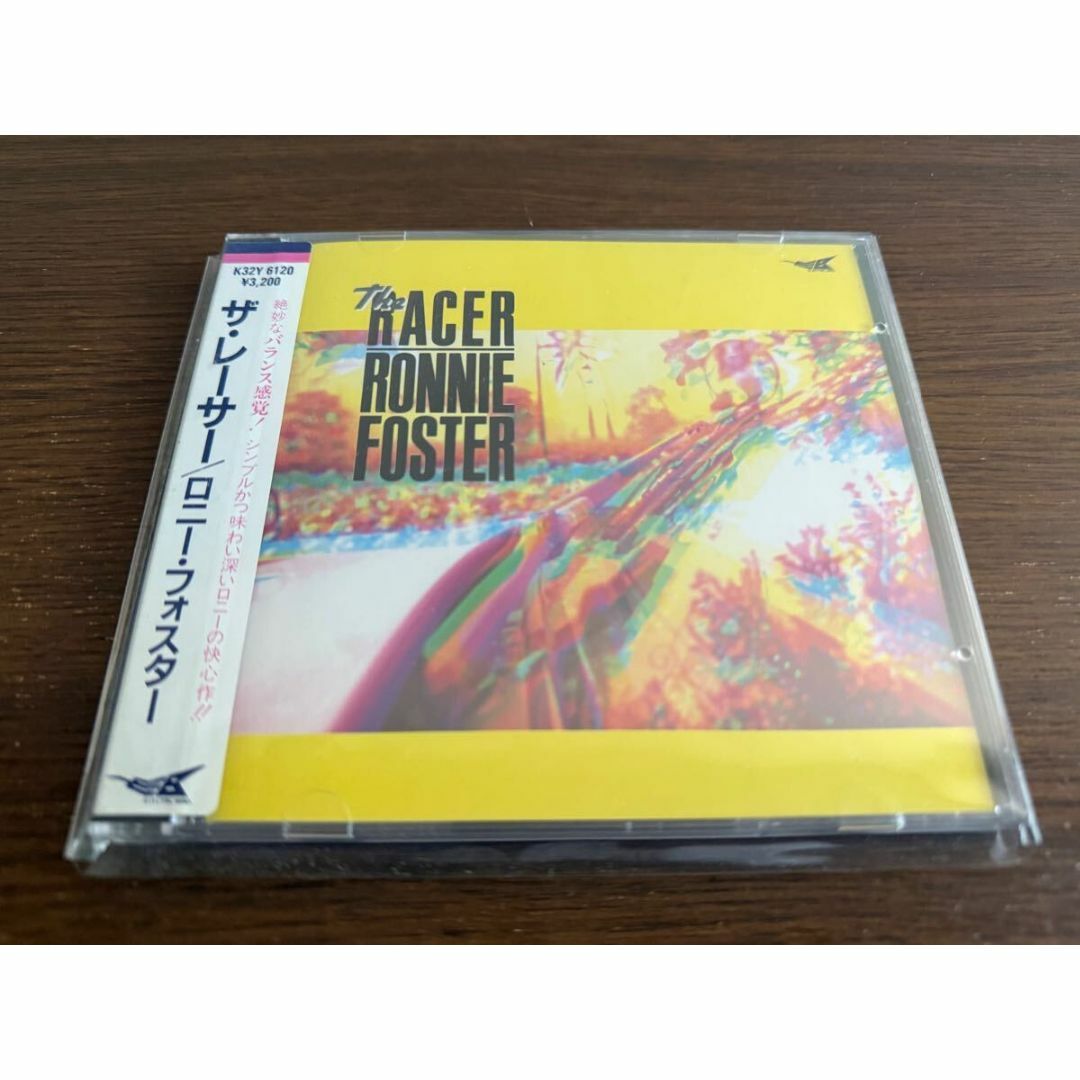 K32Y 6120
¥3,200
絶妙なバランス感覚!シンプルかつ味わい深いロニーの快心作!!
ザ・レーサー/ロニー・フォスター
The
RACER
RONNIE
FOSTER